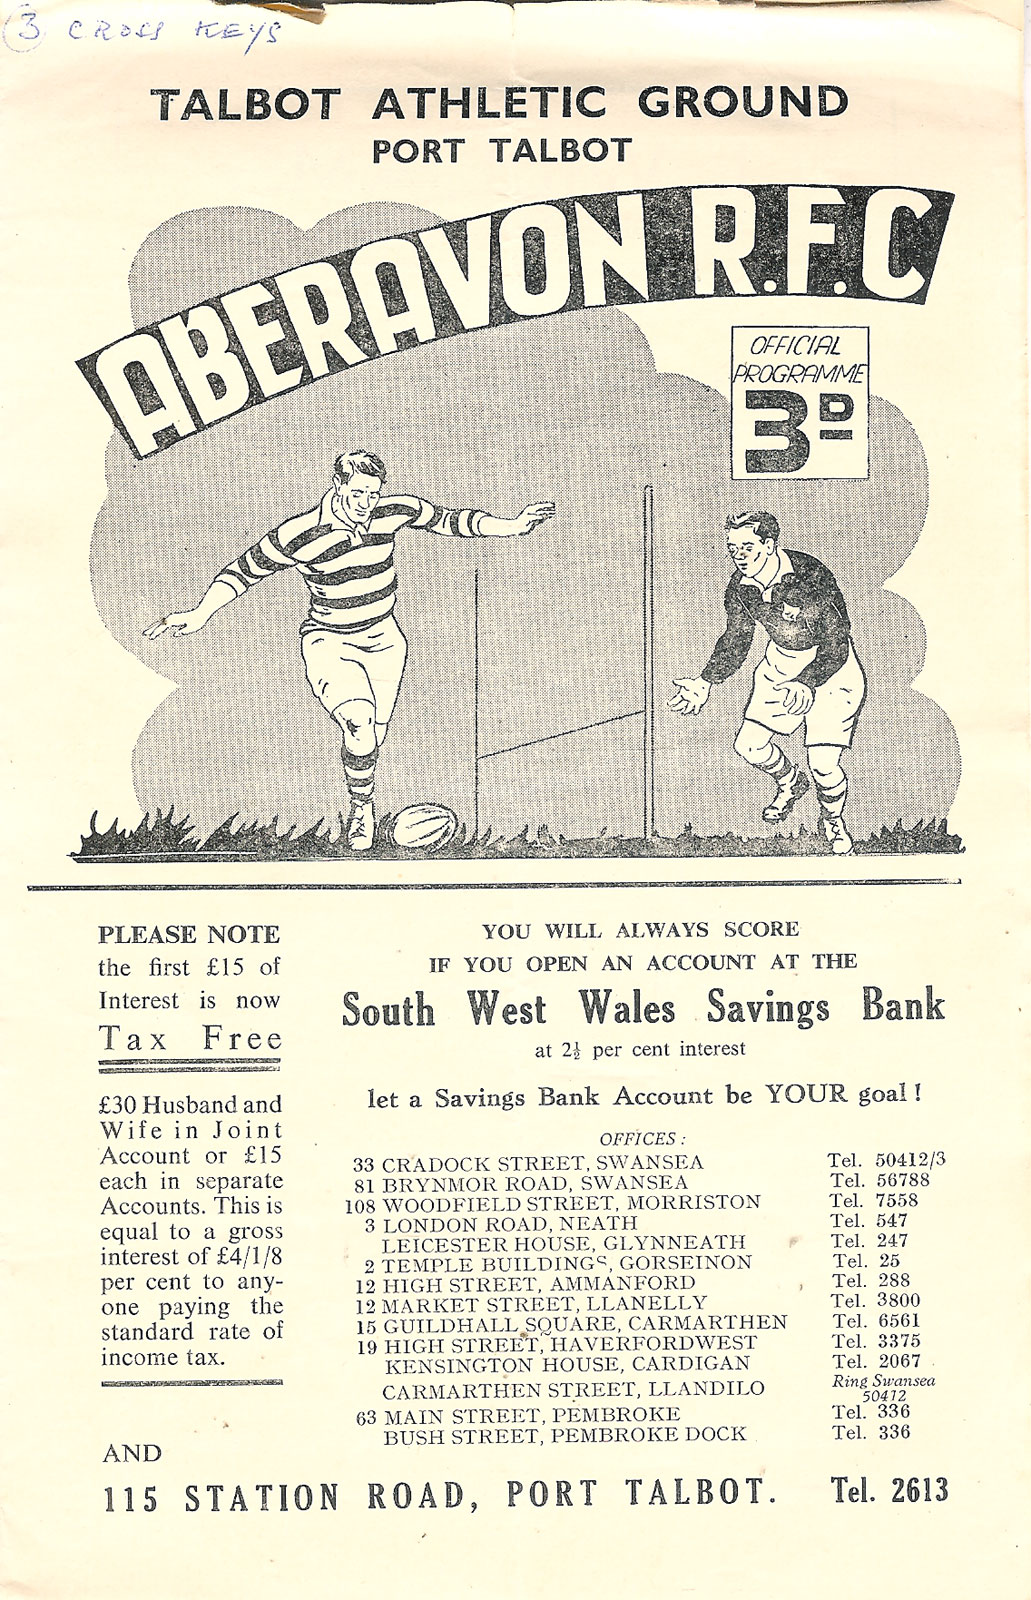 3 CROSS KEYS
TALBOT ATHLETIC GROUND
PORT TALBOT
ABERAVON R.F.C
OFFICIAL
PROGRAMME
3D
PLEASE NOTE
the first £15 of
Interest is now
Tax Free
£30 Husband and
Wife in Joint
Account or £15
each in separate
Accounts. This is
equal to a gross
interest of £4/1/8
per cent to any-
one paying the
standard rate of
income tax.
YOU WILL ALWAYS SCORE
IF YOU OPEN AN ACCOUNT AT THE
South West Wales Savings Bank
at 2½ per cent interest
let a Savings Bank Account be YOUR goal!
OFFICES:
33 CRADOCK STREET, SWANSEA Tel. 50412/3
81 BRYNMOR ROAD, SWANSEA Tel. 56788
108 WOODFIELD STREET, MORRISTON Tel. 7558
3 LONDON ROAD, NEATH Tel. 547
LEICESTER HOUSE, GLYNNEATH Tel. 247
2 TEMPLE BUILDINGS, GORSEINON Tel. 25
12 HIGH STREET, AMMANFORD Tel. 288
12 MARKET STREET, LLANELLY Tel. 3800
15 GUILDHALL SQUARE, CARMARTHEN Tel. 6561
19 HIGH STREET, HAVERFORDWEST Tel. 3375
KENSINGTON HOUSE, CARDIGAN Tel. 2067
CARMARTHEN STREET, LLANDILO Ring Swansea
50412
63 MAIN STREET, PEMBROKE Tel. 336
BUSH STREET, PEMBROKE DOCK Tel. 336
AND
115 STATION ROAD, PORT TALBOT. Tel. 2613